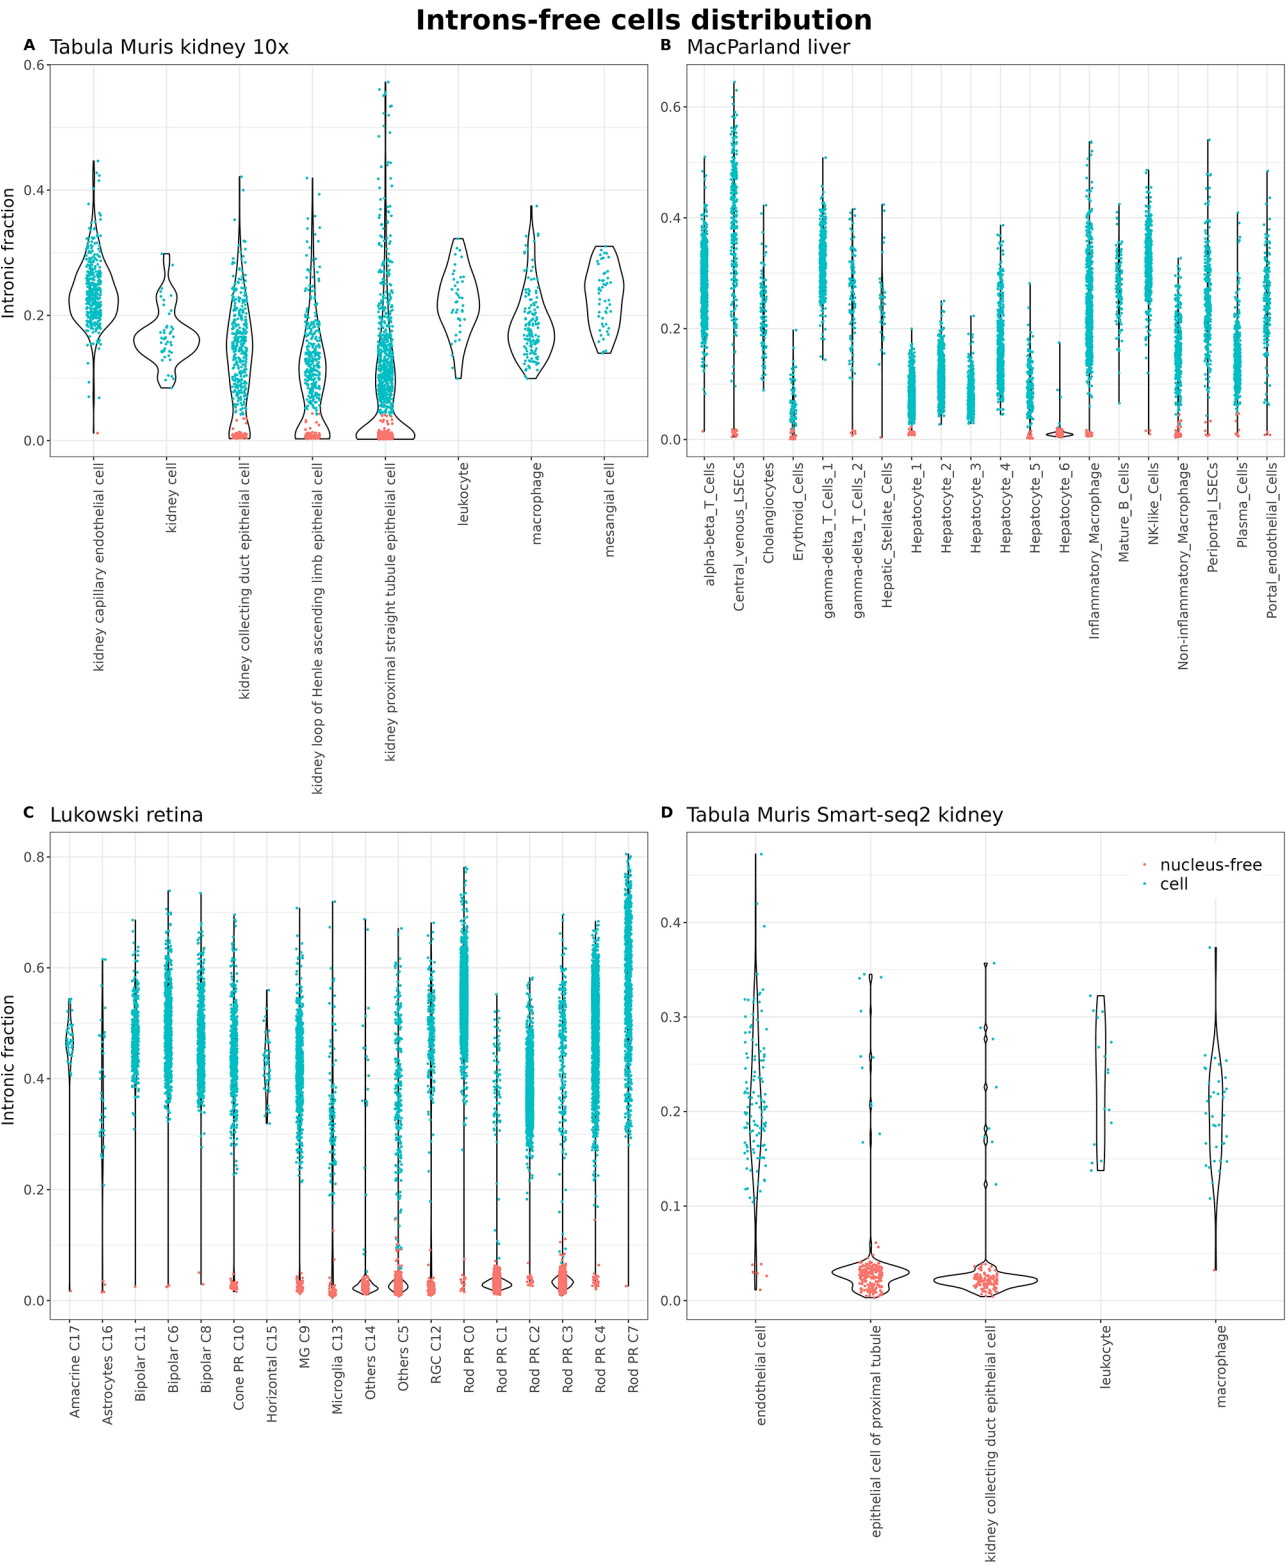 Introns-free cells distribution
A Tabula Muris kidney 10x
Intronic fraction
0.6
0.4
0.2
0.0
kidney capillary endothelial cell
kidney cell
kidney collecting duct epithelial cell
kidney loop of Henle ascending limb epithelial cell
kidney proximal straight tubule epithelial cell
leukocyte
macrophage
mesangial cell
B MacParland liver
0.6
0.4
0.2
0.0
alpha-beta_T_Cells
Central_venous_LSECs
Cholangiocytes
Erythroid_Cells
gamma-delta_T_Cells_1
gamma-delta_T_Cells_2
Hepatic_Stellate_Cells
Hepatocyte_1
Hepatocyte_2
Hepatocyte_3
Hepatocyte_4
Hepatocyte_5
Hepatocyte_6
Inflammatory_Macrophage
Mature_B_Cells
NK-like_Cells
Non-inflammatory_Macrophage
Periportal_LSECs
Plasma_Cells
Portal_endothelial_Cells
C Lukowski retina
Intronic fraction
0.8
0.6
0.4
0.2
0.0
Amacrine C17
Astrocytes C16
Bipolar C11
Bipolar C6
Bipolar C8
Cone PR C10
Horizontal C15
MG C9
Microglia C13
Others C14
Others C5
RGC C12
Rod PR C0
Rod PR C1
Rod PR C2
Rod PR C3
Rod PR C4
Rod PR C7
D Tabula Muris Smart-seq2 kidney
nucleus-free
cell
0.4
0.3
0.2
0.1
0.0
endothelial cell
epithelial cell of proximal tubule
kidney collecting duct epithelial cell
leukocyte
macrophage